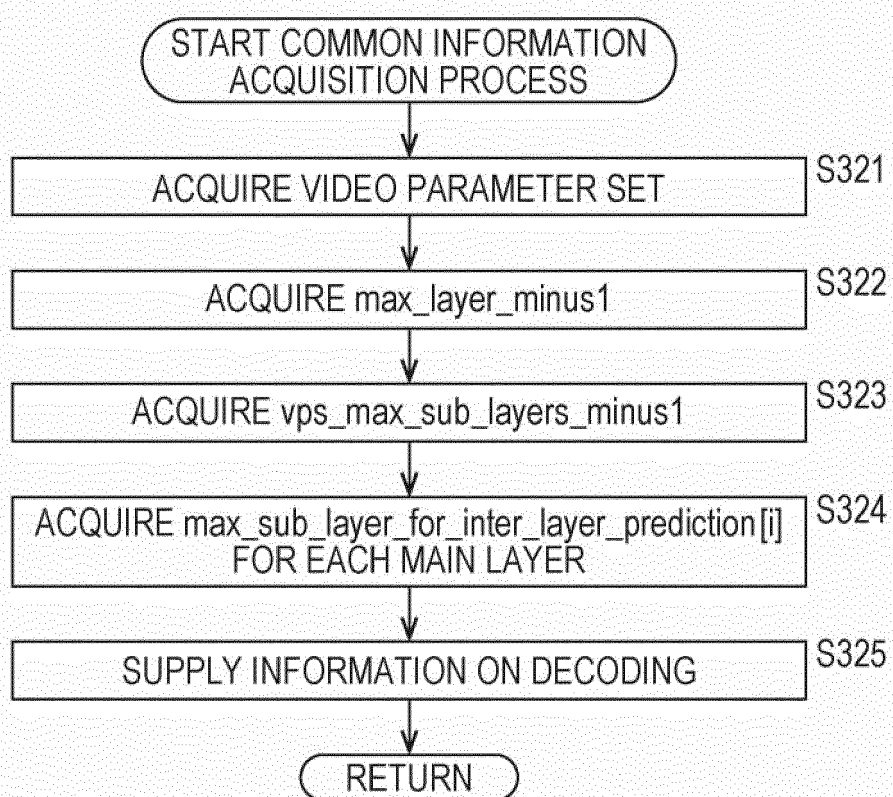 START COMMON INFORMATION
ACQUISITION PROCESS
ACQUIRE VIDEO PARAMETER SET
S321
ACQUIRE max_layer_minus1
S322
ACQUIRE vps_max_sub_layers_minus1
S323
ACQUIRE max_sub_layer_for_inter_layer_prediction[i]
FOR EACH MAIN LAYER
S324
SUPPLY INFORMATION ON DECODING
S325
RETURN